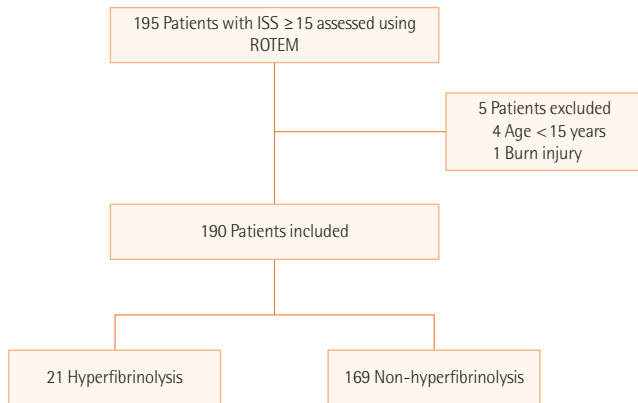 195 Patients with ISS ≥15 assessed using
ROTEM
5 Patients excluded
4 Age <15 years
1 Burn injury
190 Patients included
21 Hyperfibrinolysis
169 Non-hyperfibrinolysis